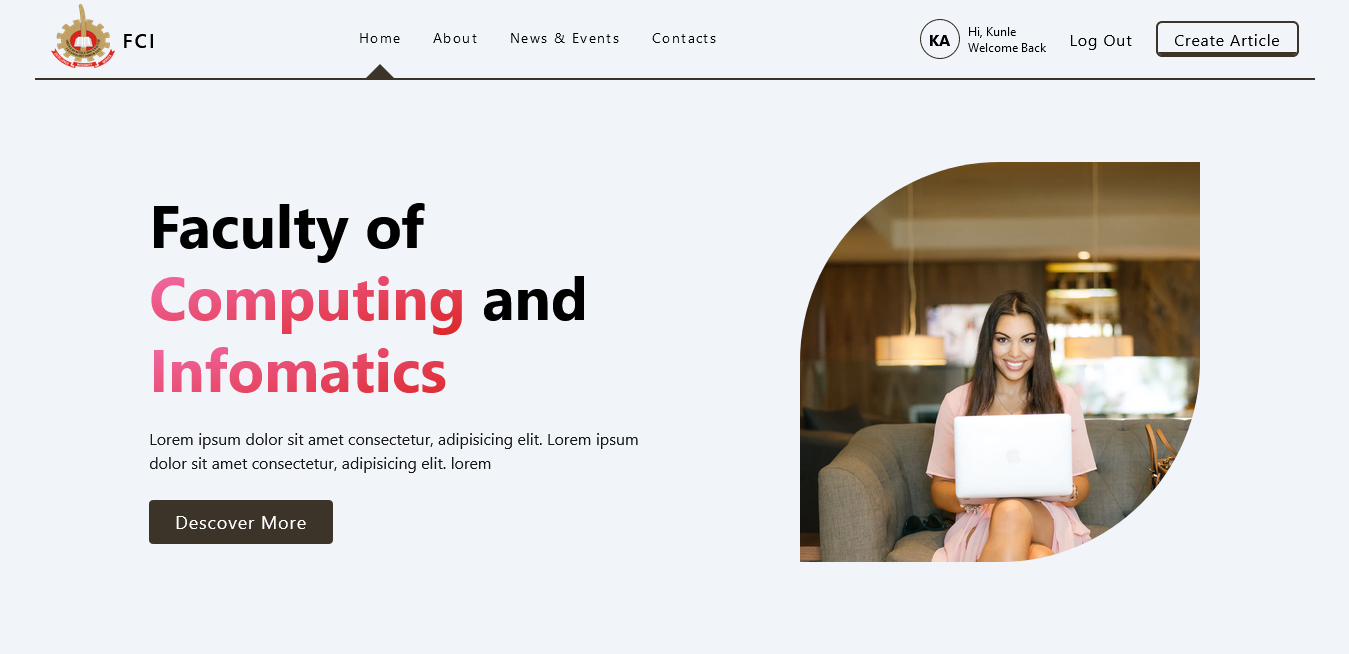 FCI
Home
About
News & Events
Contacts
KA
Hi, Kunle
Welcome Back
Log Out
Create Article
Faculty of
Computing and
Infomatics
Lorem ipsum dolor sit amet consectetur, adipisicing elit. Lorem ipsum
dolor sit amet consectetur, adipisicing elit. lorem
Descover More